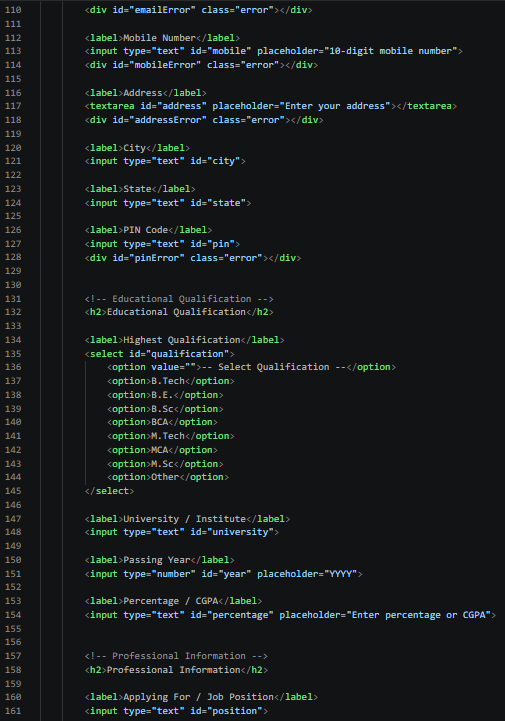 110 <div id="emailError" class="error"></div>
111
112 <label>Mobile Number</label>
113 <input type="text" id="mobile" placeholder="10-digit mobile number">
114 <div id="mobileError" class="error"></div>
115
116 <label>Address</label>
117 <textarea id="address" placeholder="Enter your address"></textarea>
118 <div id="addressError" class="error"></div>
119
120 <label>City</label>
121 <input type="text" id="city">
122
123 <label>State</label>
124 <input type="text" id="state">
125
126 <label>PIN Code</label>
127 <input type="text" id="pin">
128 <div id="pinError" class="error"></div>
129
130
131 <!-- Educational Qualification -->
132 <h2>Educational Qualification</h2>
133
134 <label>Highest Qualification</label>
135 <select id="qualification">
136 <option value="">-- Select Qualification --</option>
137 <option>B.Tech</option>
138 <option>B.E.</option>
139 <option>B.Sc</option>
140 <option>BCA</option>
141 <option>M.Tech</option>
142 <option>MCA</option>
143 <option>M.Sc</option>
144 <option>Other</option>
145 </select>
146
147 <label>University / Institute</label>
148 <input type="text" id="university">
149
150 <label>Passing Year</label>
151 <input type="number" id="year" placeholder="YYYY">
152
153 <label>Percentage / CGPA</label>
154 <input type="text" id="percentage" placeholder="Enter percentage or CGPA">
155
156
157 <!-- Professional Information -->
158 <h2>Professional Information</h2>
159
160 <label>Applying For / Job Position</label>
161 <input type="text" id="position">